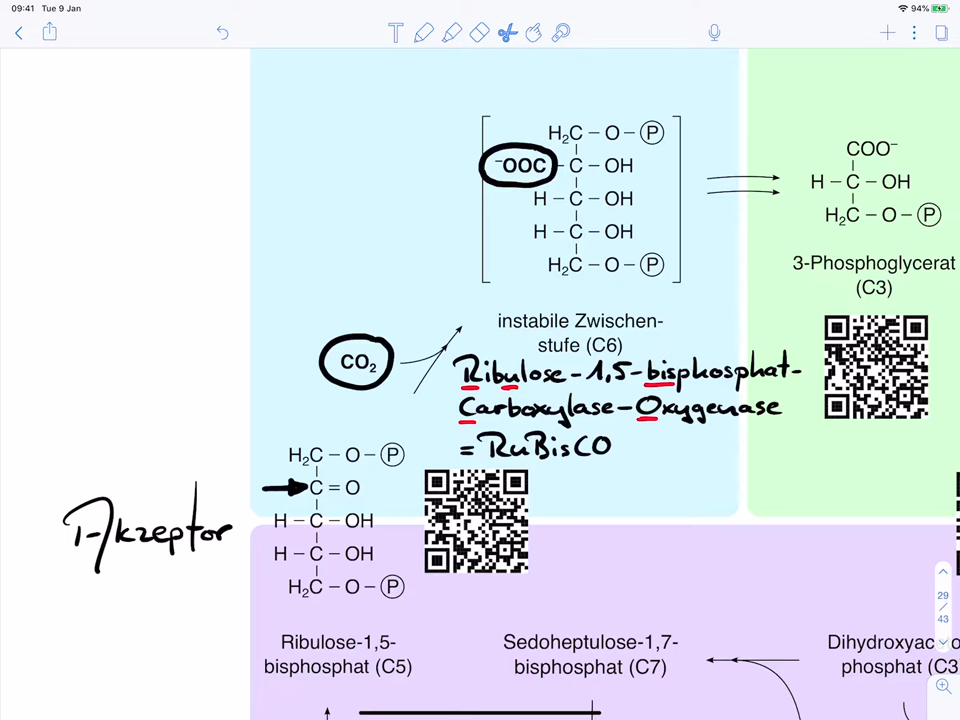 09:41 Tue 9 Jan
94%
H₂C – O – P
⁻OOC – C – OH
H – C – OH
H – C – OH
H₂C – O – P
instabile Zwischen-
stufe (C6)
COO⁻
H – C – OH
H₂C – O – P
3-Phosphoglycerat
(C3)
CO₂
Ribulose-1,5-bisphosphat-
Carboxylase-Oxygenase
= RuBisCO
H₂C – O – P
C = O
H – C – OH
H – C – OH
H₂C – O – P
Akzeptor
Ribulose-1,5-
bisphosphat (C5)
Sedoheptulose-1,7-
bisphosphat (C7)
phosphat (C3
29
/
43